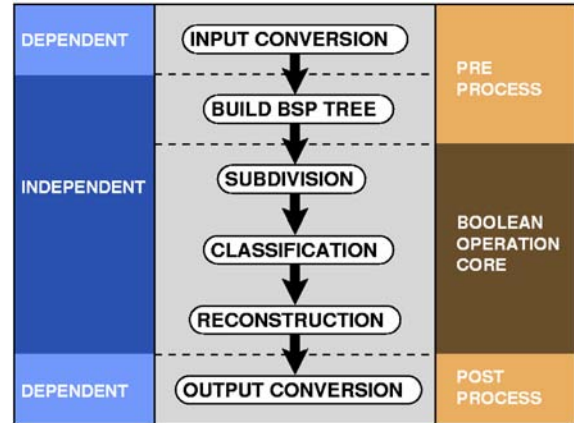 DEPENDENT
INPUT CONVERSION
PRE
PROCESS
BUILD BSP TREE
INDEPENDENT
SUBDIVISION
CLASSIFICATION
BOOLEAN
OPERATION
CORE
RECONSTRUCTION
DEPENDENT
OUTPUT CONVERSION
POST
PROCESS